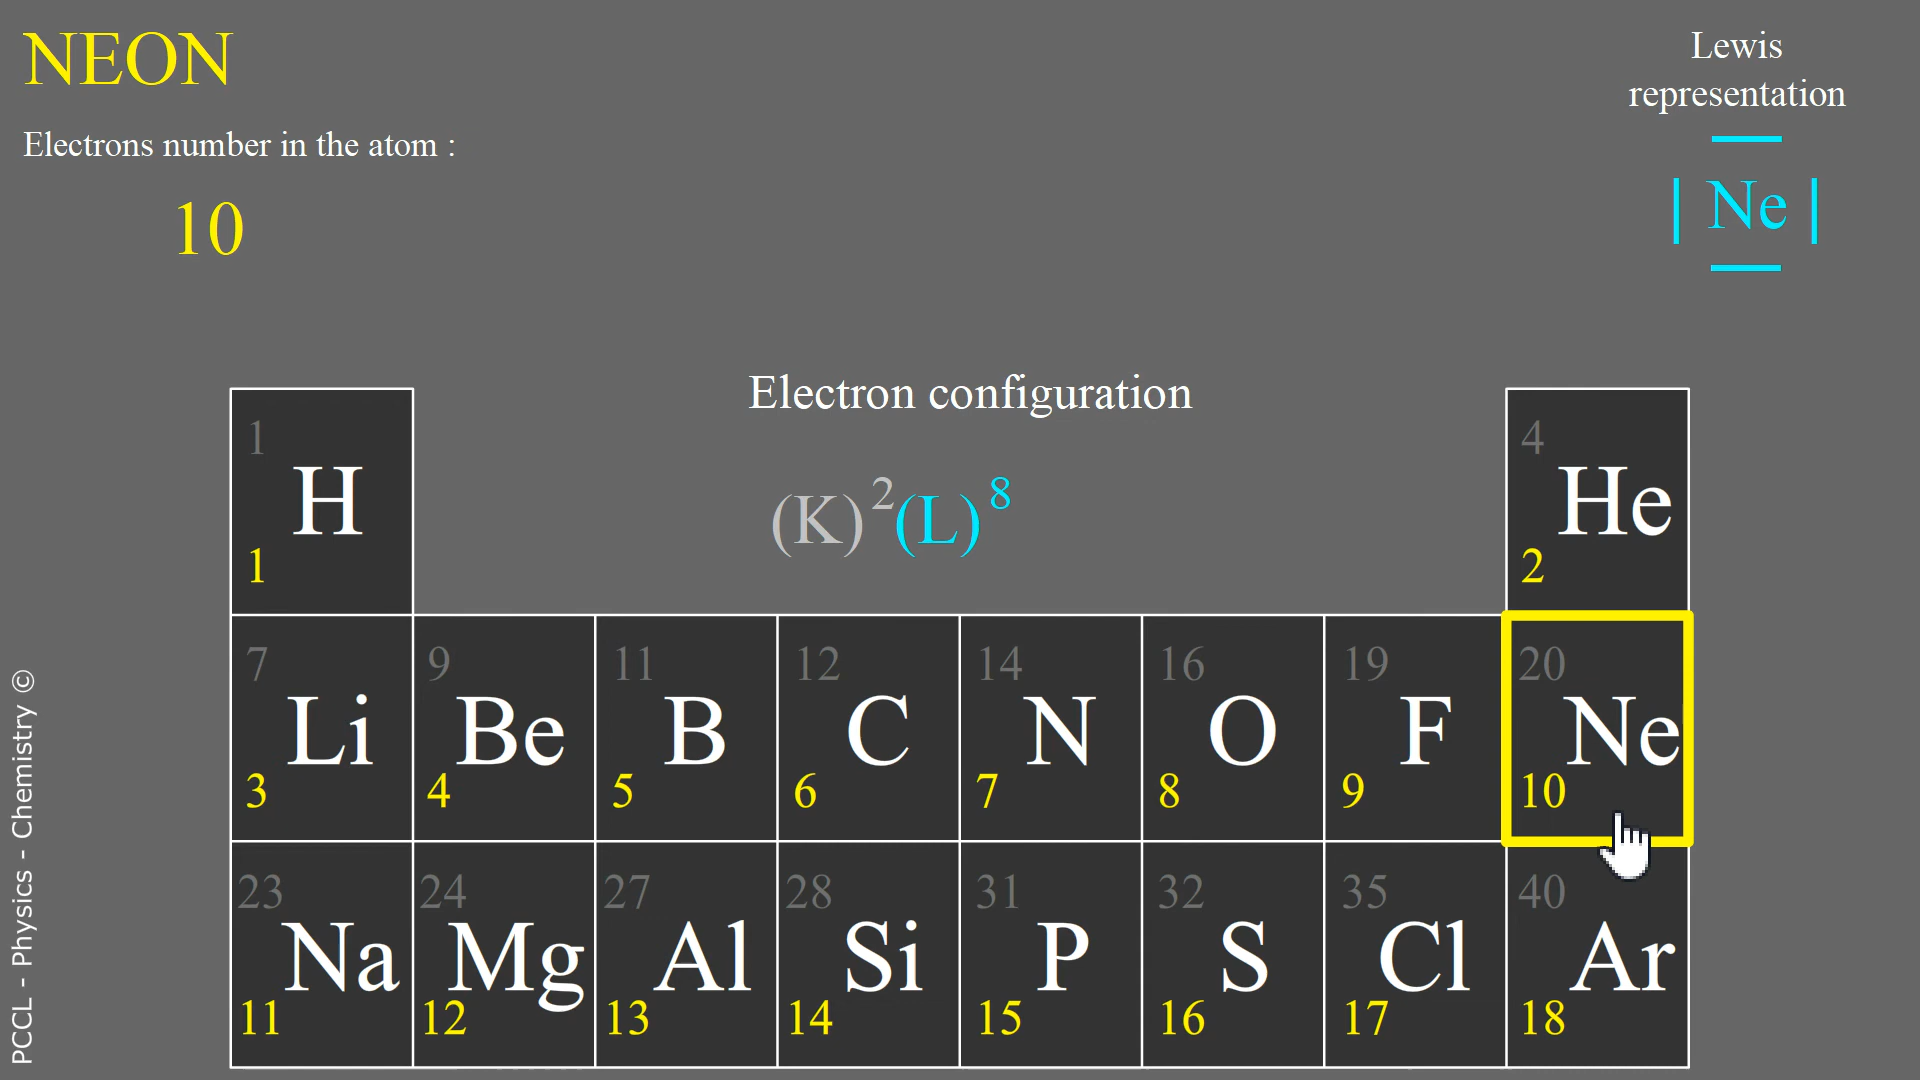 NEON
Electrons number in the atom :
10
Lewis
representation
| Ne |
Electron configuration
(K)²(L)⁸
1 H 1
4 He 2
7 Li 3
9 Be 4
11 B 5
12 C 6
14 N 7
16 O 8
19 F 9
20 Ne 10
23 Na 11
24 Mg 12
27 Al 13
28 Si 14
31 P 15
32 S 16
35 Cl 17
40 Ar 18
PCCL - Physics - Chemistry ©